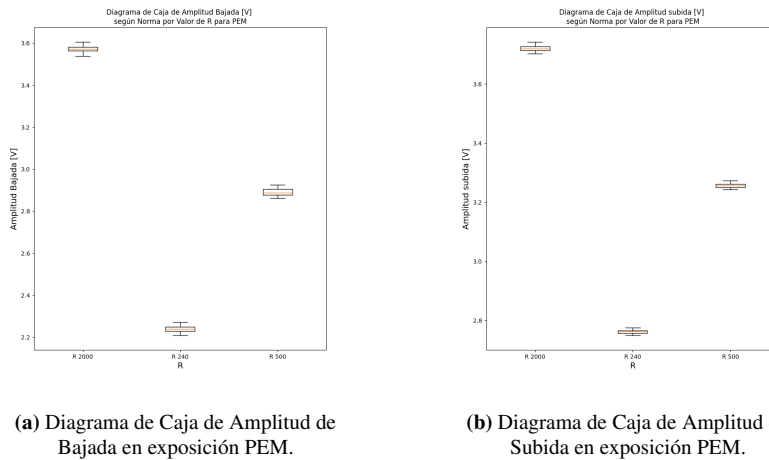 Diagrama de Caja de Amplitud Bajada [V]
según Norma por Valor de R para PEM
Amplitud Bajada [V]
3.6
3.4
3.2
3.0
2.8
2.6
2.4
2.2
R 2000
R 240
R 500
R
(a) Diagrama de Caja de Amplitud de
Bajada en exposición PEM.
Diagrama de Caja de Amplitud subida [V]
según Norma por Valor de R para PEM
Amplitud subida [V]
3.6
3.4
3.2
3.0
2.8
R 2000
R 240
R 500
R
(b) Diagrama de Caja de Amplitud
Subida en exposición PEM.